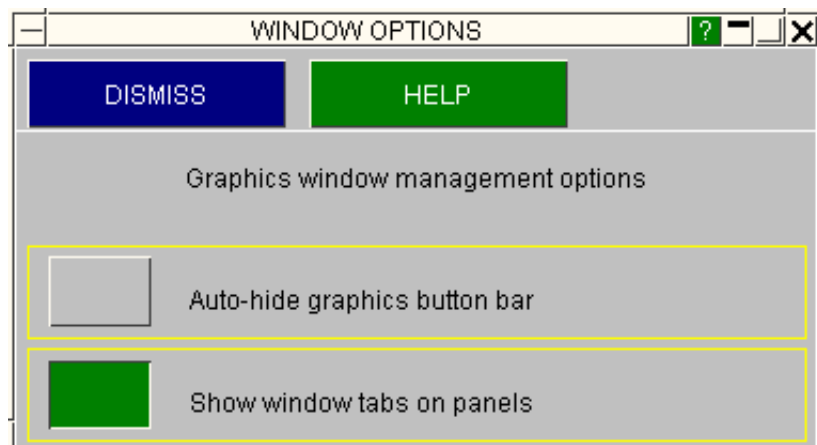 WINDOW OPTIONS ?
DISMISS HELP
Graphics window management options
Auto-hide graphics button bar
Show window tabs on panels